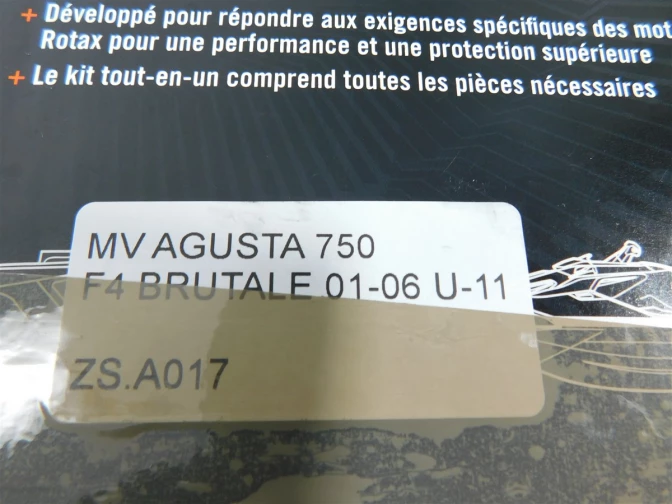 + Développé pour répondre aux exigences spécifiques des mot
Rotax pour une performance et une protection supérieure
+ Le kit tout-en-un comprend toutes les pièces nécessaires
MV AGUSTA 750
F4 BRUTALE 01-06 U-11
ZS.A017